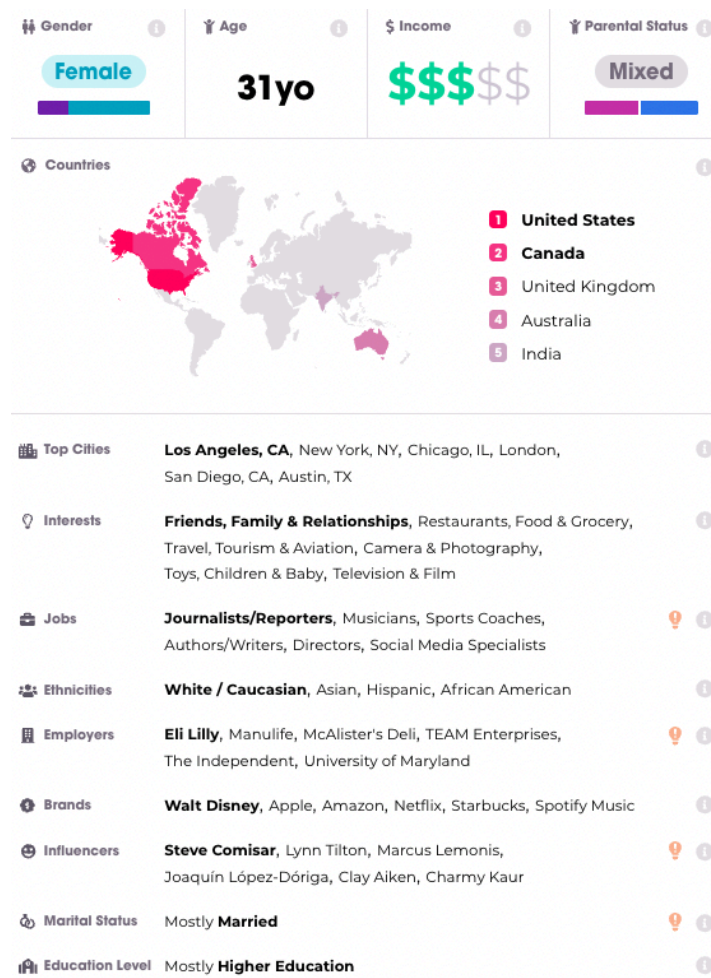 Gender
Female
Age
31yo
$ Income
$$$$$
Parental Status
Mixed
Countries
1 United States
2 Canada
3 United Kingdom
4 Australia
5 India
Top Cities
Los Angeles, CA, New York, NY, Chicago, IL, London,
San Diego, CA, Austin, TX
Interests
Friends, Family & Relationships, Restaurants, Food & Grocery,
Travel, Tourism & Aviation, Camera & Photography,
Toys, Children & Baby, Television & Film
Jobs
Journalists/Reporters, Musicians, Sports Coaches,
Authors/Writers, Directors, Social Media Specialists
Ethnicities
White / Caucasian, Asian, Hispanic, African American
Employers
Eli Lilly, Manulife, McAlister's Deli, TEAM Enterprises,
The Independent, University of Maryland
Brands
Walt Disney, Apple, Amazon, Netflix, Starbucks, Spotify Music
Influencers
Steve Comisar, Lynn Tilton, Marcus Lemonis,
Joaquín López-Dóriga, Clay Aiken, Charmy Kaur
Marital Status
Mostly Married
Education Level
Mostly Higher Education